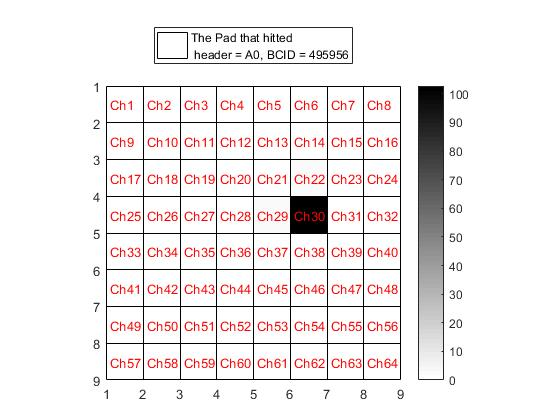 The Pad that hitted
header = A0, BCID = 495956
1
Ch1 Ch2 Ch3 Ch4 Ch5 Ch6 Ch7 Ch8
2
Ch9 Ch10 Ch11 Ch12 Ch13 Ch14 Ch15 Ch16
3
Ch17 Ch18 Ch19 Ch20 Ch21 Ch22 Ch23 Ch24
4
Ch25 Ch26 Ch27 Ch28 Ch29 Ch30 Ch31 Ch32
5
Ch33 Ch34 Ch35 Ch36 Ch37 Ch38 Ch39 Ch40
6
Ch41 Ch42 Ch43 Ch44 Ch45 Ch46 Ch47 Ch48
7
Ch49 Ch50 Ch51 Ch52 Ch53 Ch54 Ch55 Ch56
8
Ch57 Ch58 Ch59 Ch60 Ch61 Ch62 Ch63 Ch64
9
1 2 3 4 5 6 7 8 9
100
90
80
70
60
50
40
30
20
10
0